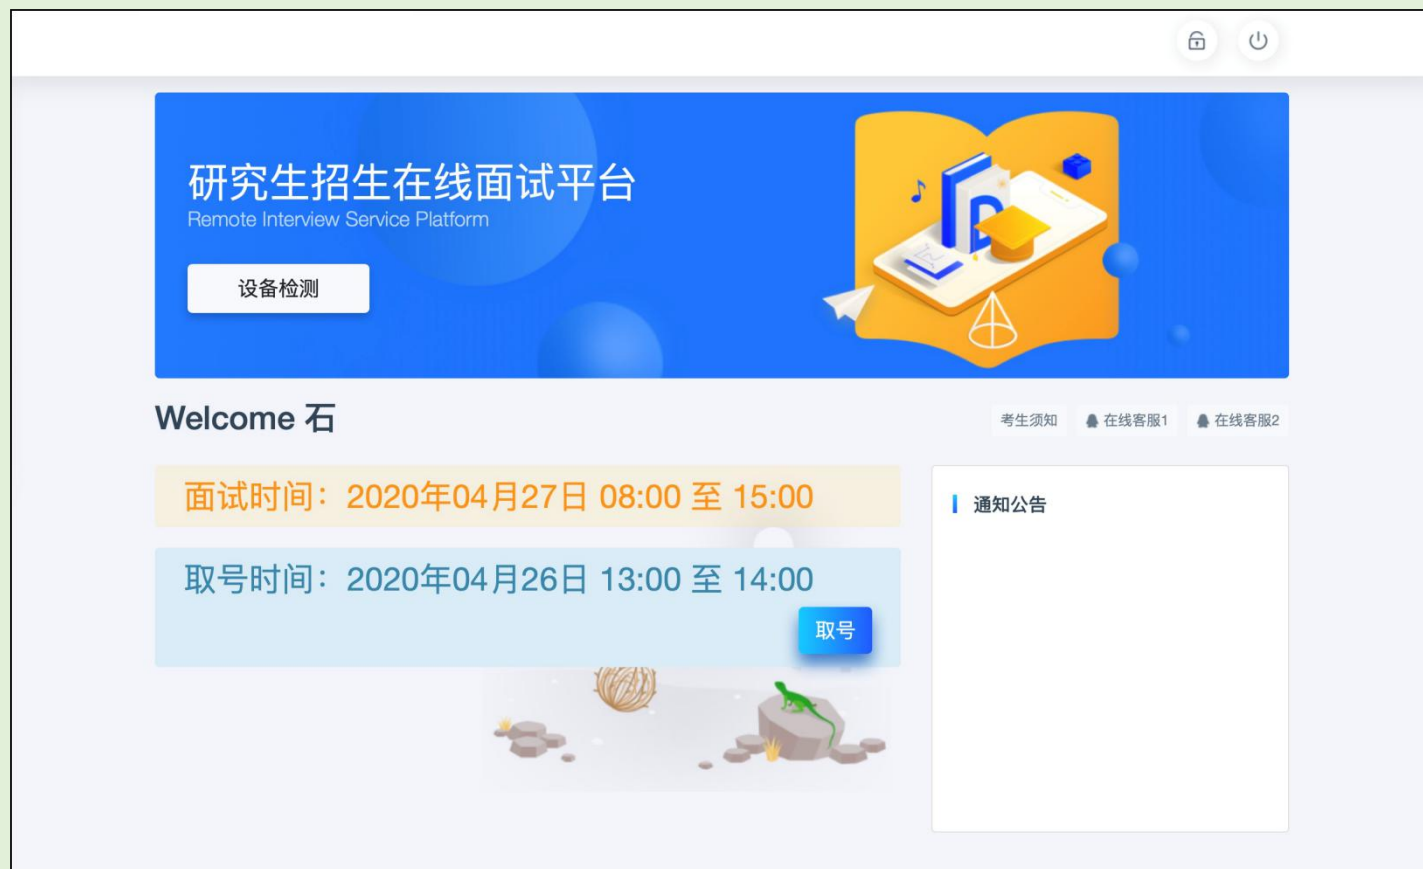 研究生招生在线面试平台
Remote Interview Service Platform
设备检测
Welcome 石
考生须知
在线客服1
在线客服2
面试时间：2020年04月27日 08:00 至 15:00
取号时间：2020年04月26日 13:00 至 14:00
取号
通知公告
D